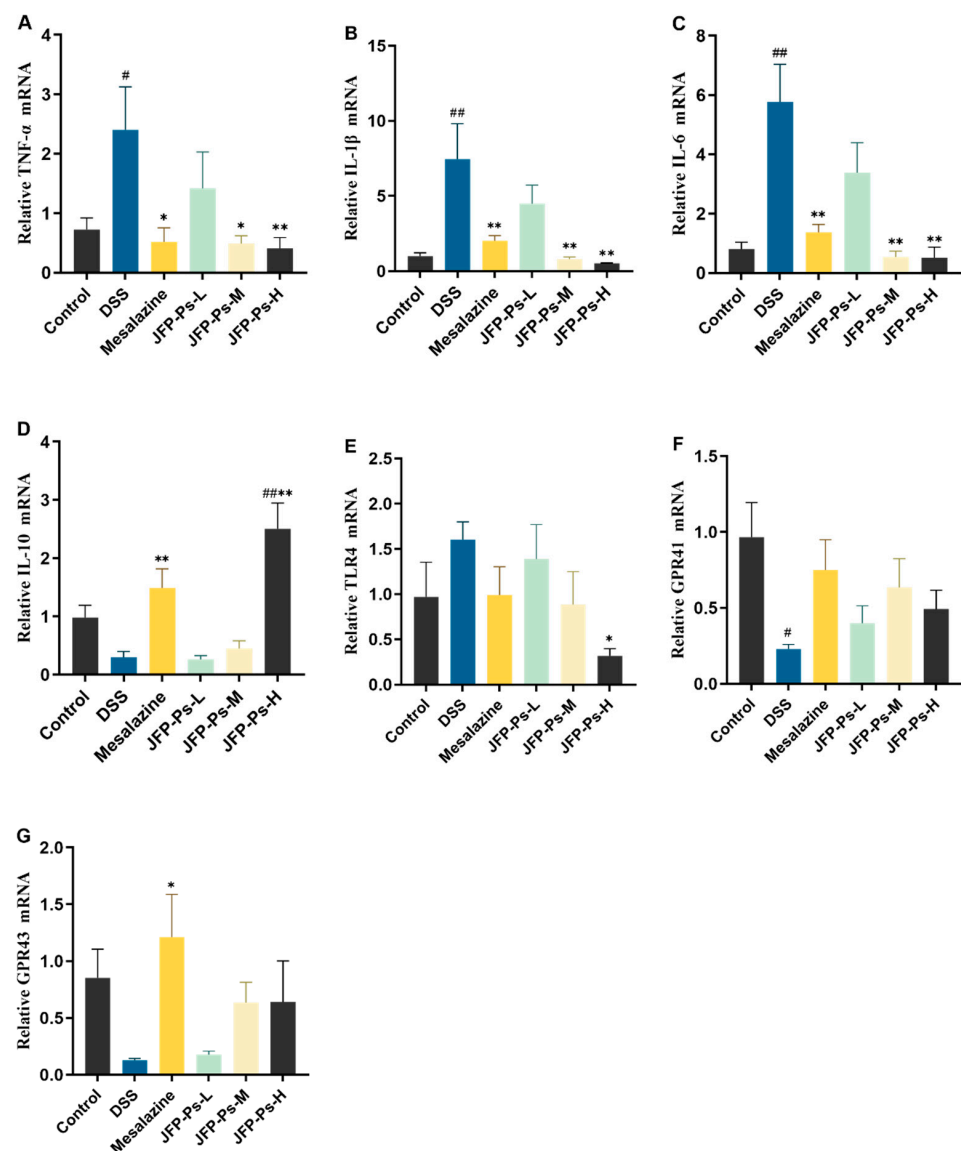 A
Relative TNF-α mRNA
4
3
2
1
0
#
*
*
**
Control
DSS
Mesalazine
JFP-Ps-L
JFP-Ps-M
JFP-Ps-H
B
Relative IL-1β mRNA
15
10
5
0
##
**
**
**
Control
DSS
Mesalazine
JFP-Ps-L
JFP-Ps-M
JFP-Ps-H
C
Relative IL-6 mRNA
8
6
4
2
0
##
**
**
**
Control
DSS
Mesalazine
JFP-Ps-L
JFP-Ps-M
JFP-Ps-H
D
Relative IL-10 mRNA
4
3
2
1
0
**
##**
Control
DSS
Mesalazine
JFP-Ps-L
JFP-Ps-M
JFP-Ps-H
E
Relative TLR4 mRNA
2.5
2.0
1.5
1.0
0.5
0.0
*
Control
DSS
Mesalazine
JFP-Ps-L
JFP-Ps-M
JFP-Ps-H
F
Relative GPR41 mRNA
1.5
1.0
0.5
0.0
#
Control
DSS
Mesalazine
JFP-Ps-L
JFP-Ps-M
JFP-Ps-H
G
Relative GPR43 mRNA
2.0
1.5
1.0
0.5
0.0
*
Control
DSS
Mesalazine
JFP-Ps-L
JFP-Ps-M
JFP-Ps-H